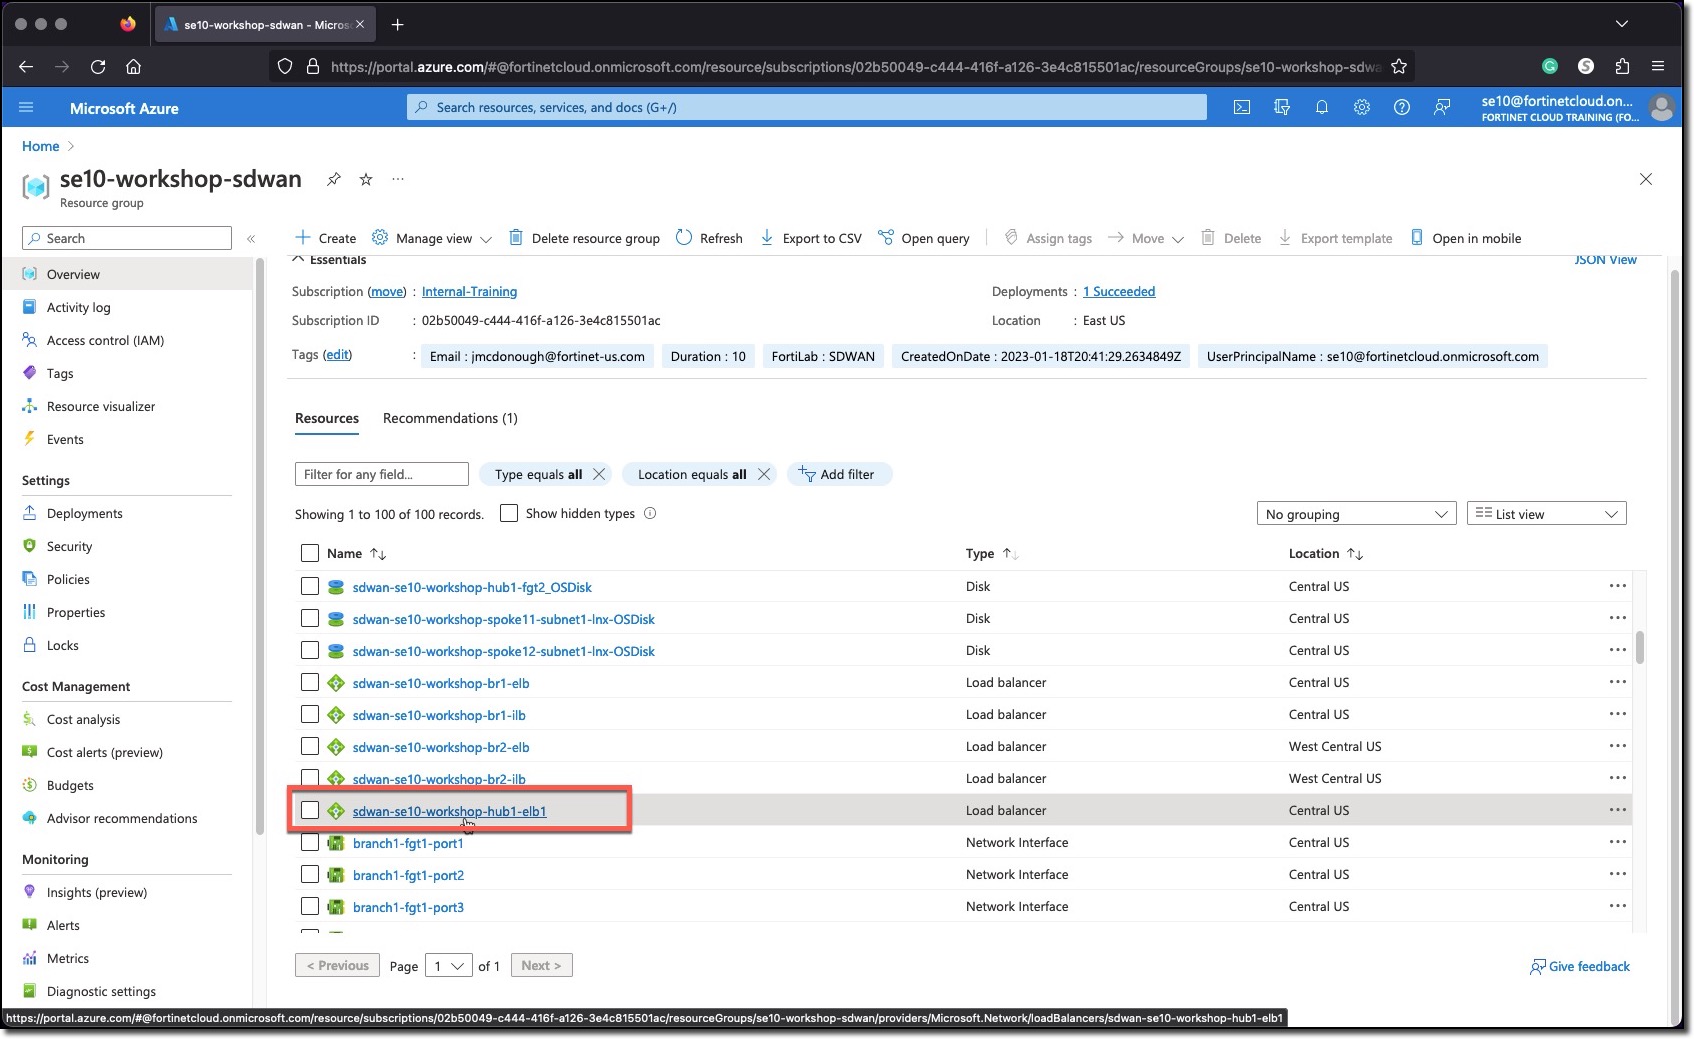 se10-workshop-sdwan - Micros
https://portal.azure.com/#@fortinetcloud.onmicrosoft.com/resource/subscriptions/02b50049-c444-416f-a126-3e4c815501ac/resourceGroups/se10-workshop-sdwa
Microsoft Azure
Search resources, services, and docs (G+/)
se10@fortinetcloud.on...
FORTINET CLOUD TRAINING (FO...
Home
se10-workshop-sdwan
...
Resource group
Search
«
Create
Manage view
Delete resource group
Refresh
Export to CSV
Open query
Assign tags
Move
Delete
Export template
Open in mobile
Overview
Activity log
Access control (IAM)
Tags
Resource visualizer
Events
Settings
Deployments
Security
Policies
Properties
Locks
Cost Management
Cost analysis
Cost alerts (preview)
Budgets
Advisor recommendations
Monitoring
Insights (preview)
Alerts
Metrics
Diagnostic settings
Essentials
JSON View
Subscription (move) : Internal-Training
Deployments : 1 Succeeded
Subscription ID : 02b50049-c444-416f-a126-3e4c815501ac
Location : East US
Tags (edit) : Email : jmcdonough@fortinet-us.com Duration : 10 FortiLab : SDWAN CreatedOnDate : 2023-01-18T20:41:29.2634849Z UserPrincipalName : se10@fortinetcloud.onmicrosoft.com
Resources Recommendations (1)
Filter for any field... Type equals all Location equals all Add filter
Showing 1 to 100 of 100 records. Show hidden types
No grouping
List view
Name Type Location
sdwan-se10-workshop-hub1-fgt2_OSDisk Disk Central US
sdwan-se10-workshop-spoke11-subnet1-lnx-OSDisk Disk Central US
sdwan-se10-workshop-spoke12-subnet1-lnx-OSDisk Disk Central US
sdwan-se10-workshop-br1-elb Load balancer Central US
sdwan-se10-workshop-br1-ilb Load balancer Central US
sdwan-se10-workshop-br2-elb Load balancer West Central US
sdwan-se10-workshop-br2-ilb Load balancer West Central US
sdwan-se10-workshop-hub1-elb1 Load balancer Central US
branch1-fgt1-port1 Network Interface Central US
branch1-fgt1-port2 Network Interface Central US
branch1-fgt1-port3 Network Interface Central US
< Previous Page 1 of 1 Next >
Give feedback
https://portal.azure.com/#@fortinetcloud.onmicrosoft.com/resource/subscriptions/02b50049-c444-416f-a126-3e4c815501ac/resourceGroups/se10-workshop-sdwan/providers/Microsoft.Network/loadBalancers/sdwan-se10-workshop-hub1-elb1